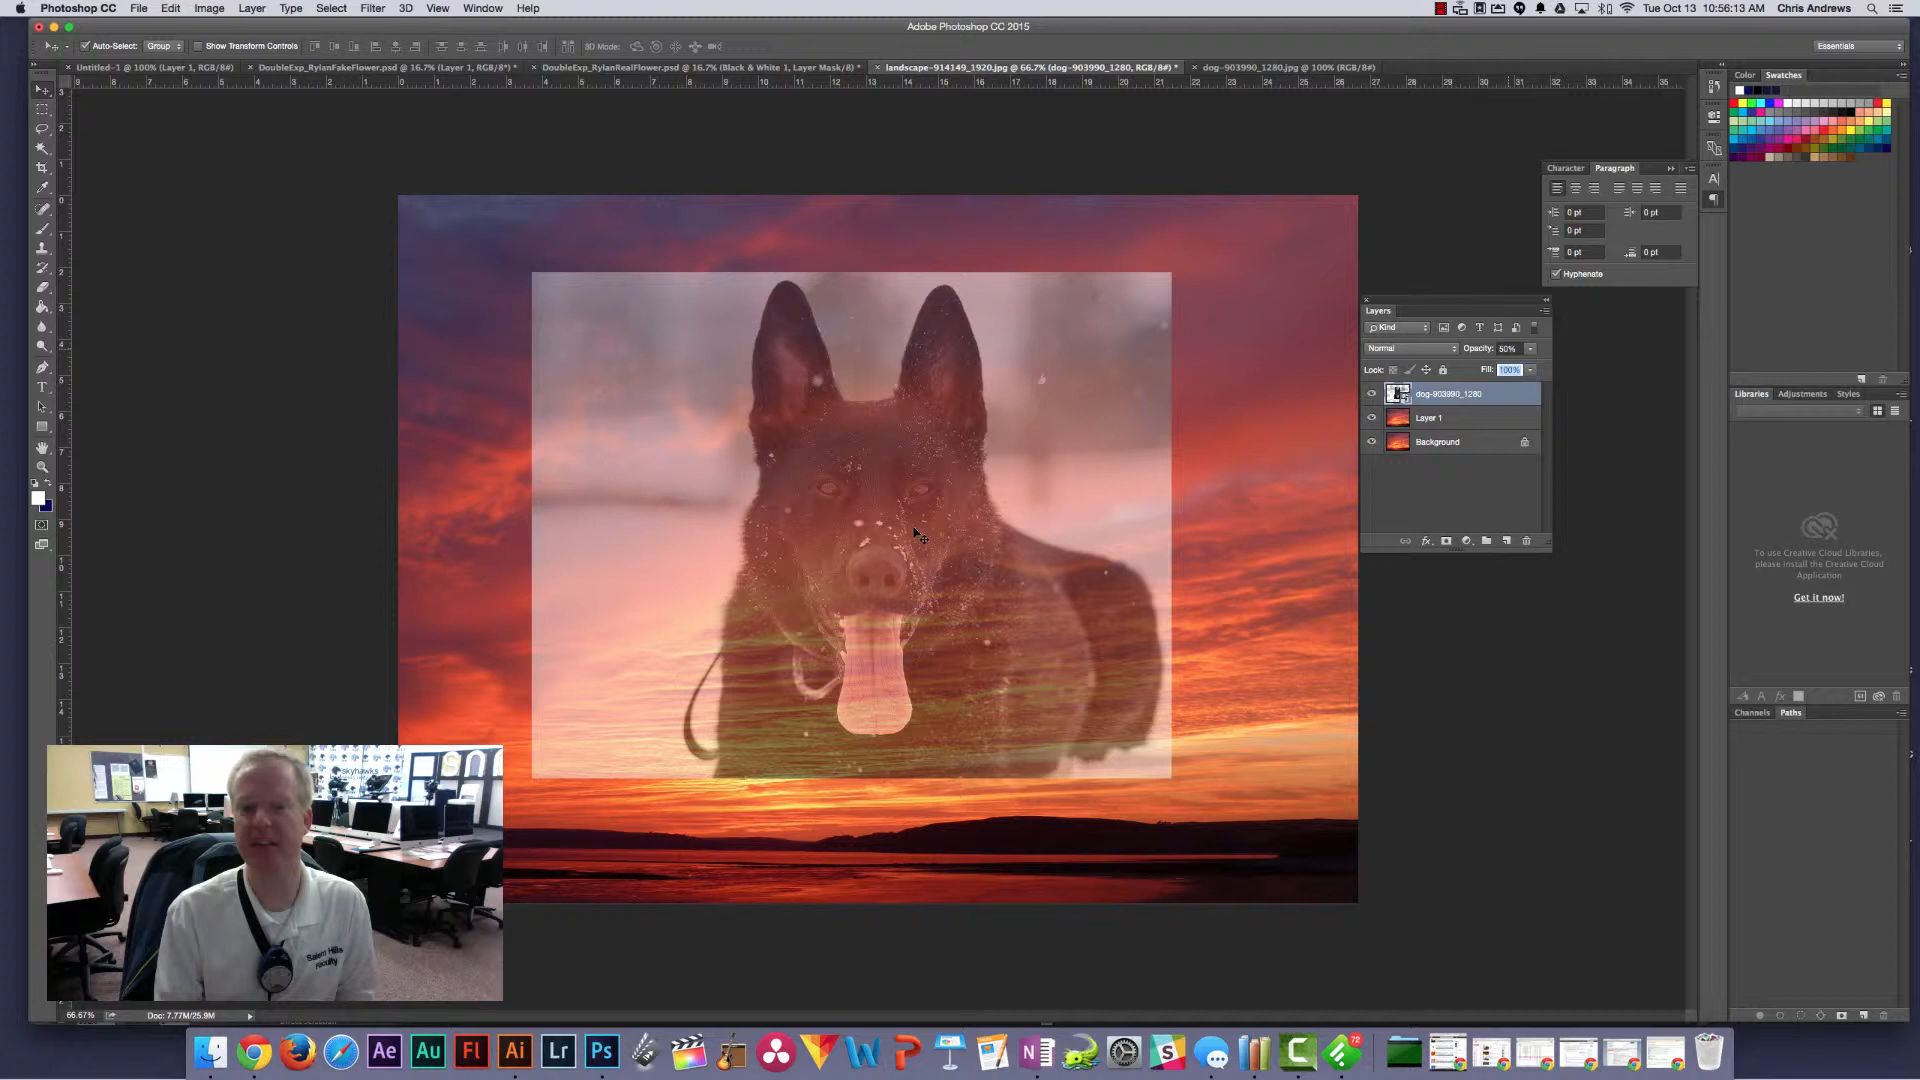 Photoshop CC File Edit Image Layer Type Select Filter 3D View Window Help
Tue Oct 13 10:56:13 AM Chris Andrews
Adobe Photoshop CC 2015
Auto-Select: Group Show Transform Controls 3D Mode: Essentials
Untitled-1 @ 100% (Layer 1, RGB/8#) DoubleExp_RylanFakeFlower.psd @ 16.7% (Layer 1, RGB/8*) * DoubleExp_RylanRealFlower.psd @ 16.7% (Black & White 1, Layer Mask/8) * landscape-914149_1920.jpg @ 66.7% (dog-903990_1280, RGB/8#) * dog-903990_1280.jpg @ 100% (RGB/8#)
Color Swatches
Character Paragraph
0 pt 0 pt
0 pt
0 pt 0 pt
Hyphenate
Layers
Kind
Normal Opacity: 50%
Lock: Fill: 100%
dog-903990_1280
Layer 1
Background
Libraries Adjustments Styles
To use Creative Cloud Libraries,
please install the Creative Cloud
Application
Get it now!
Channels Paths
skyhawks
Salem Hills
Faculty
66.67% Doc: 7.77M/25.9M
Ae Au Fl Ai Lr Ps W P N S C 72